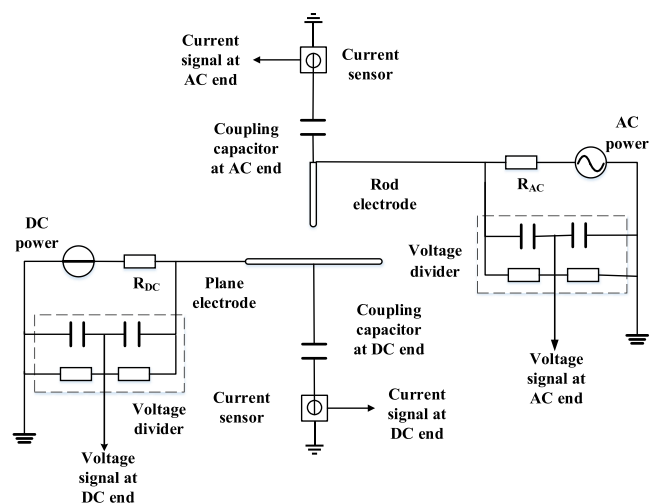 Current
signal at
AC end
Current
sensor
Coupling
capacitor
at AC end
AC
power
R_AC
Rod
electrode
DC
power
Voltage
divider
R_DC
Plane
electrode
Coupling
capacitor
at DC end
Voltage
signal at
AC end
Current
sensor
Current
signal at
DC end
Voltage
divider
Voltage
signal at
DC end